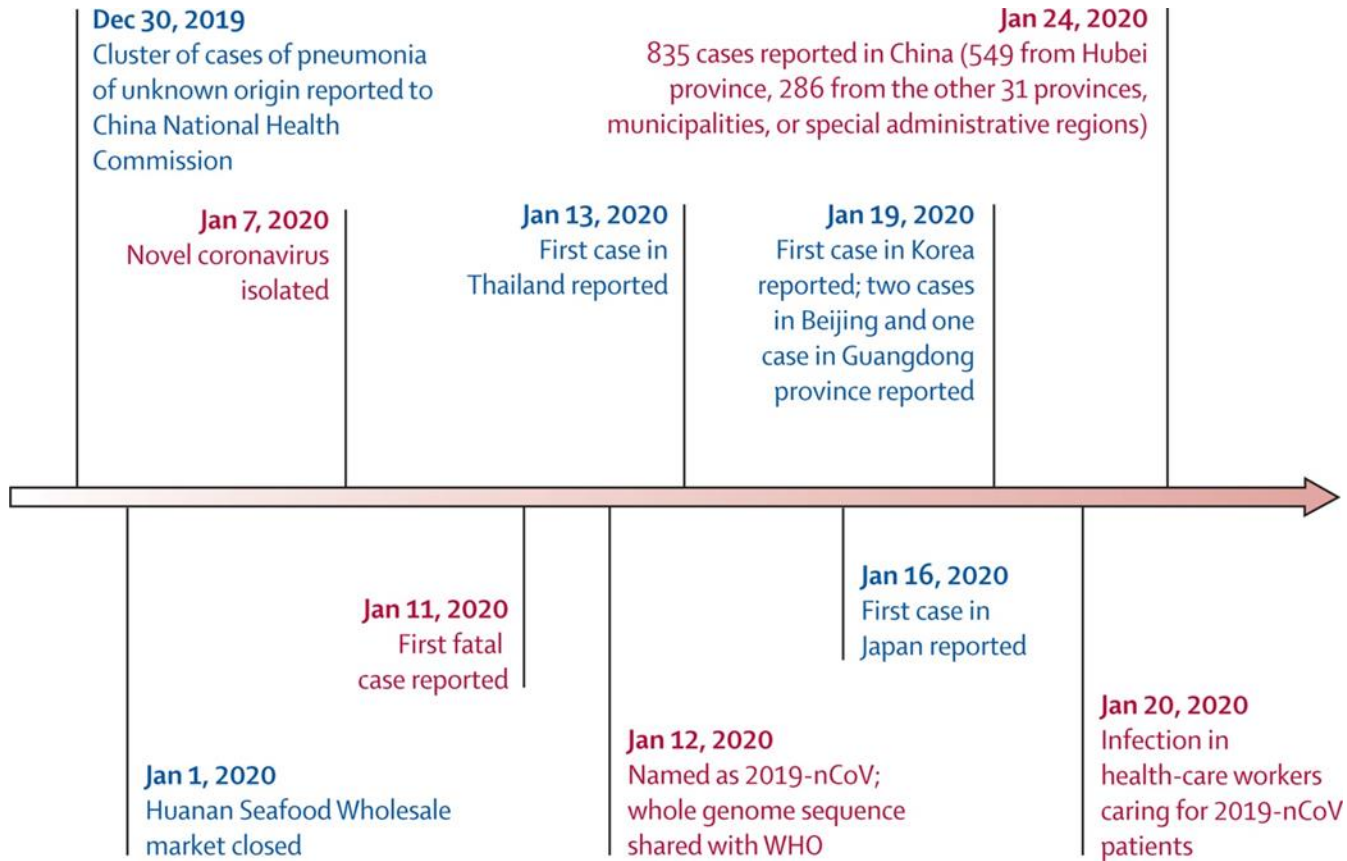 Dec 30, 2019
Cluster of cases of pneumonia
of unknown origin reported to
China National Health
Commission
Jan 24, 2020
835 cases reported in China (549 from Hubei
province, 286 from the other 31 provinces,
municipalities, or special administrative regions)
Jan 7, 2020
Novel coronavirus
isolated
Jan 13, 2020
First case in
Thailand reported
Jan 19, 2020
First case in Korea
reported; two cases
in Beijing and one
case in Guangdong
province reported
Jan 1, 2020
Huanan Seafood Wholesale
market closed
Jan 11, 2020
First fatal
case reported
Jan 12, 2020
Named as 2019-nCoV;
whole genome sequence
shared with WHO
Jan 16, 2020
First case in
Japan reported
Jan 20, 2020
Infection in
health-care workers
caring for 2019-nCoV
patients